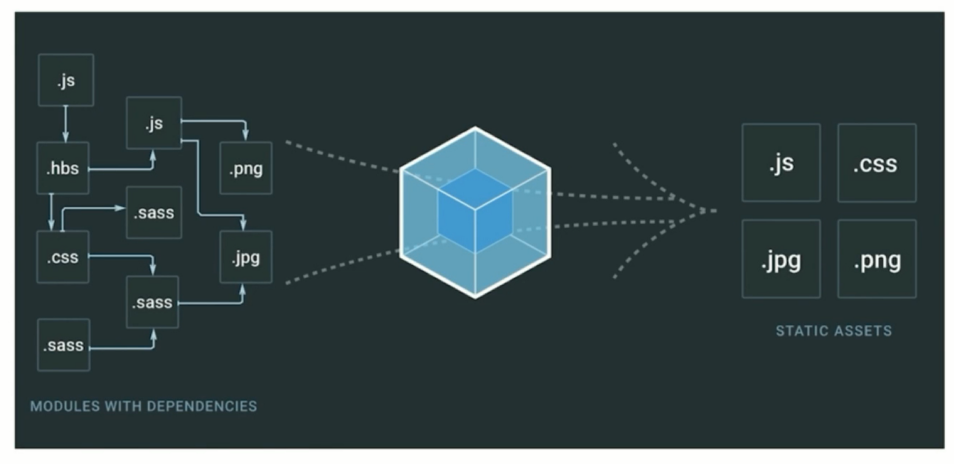 .js
.js
.hbs
.png
.sass
.css
.jpg
.sass
.sass
MODULES WITH DEPENDENCIES
.js
.css
.jpg
.png
STATIC ASSETS